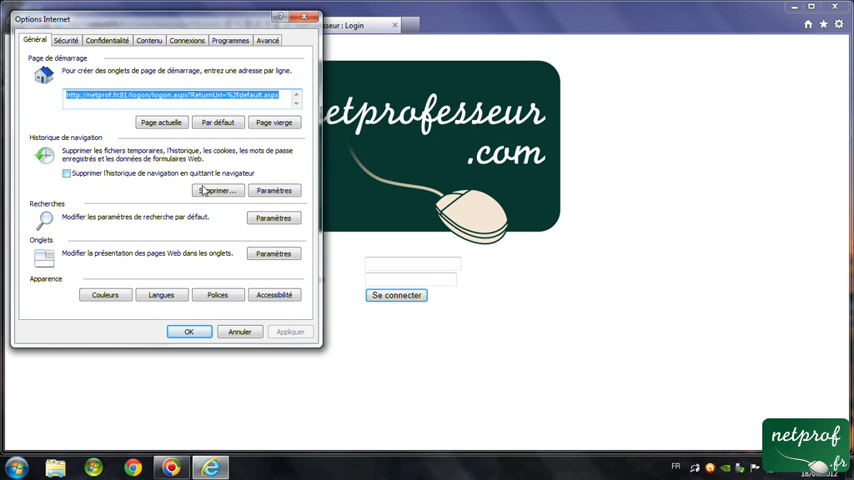 Options Internet
ofesseur : Login
Général Sécurité Confidentialité Contenu Connexions Programmes Avancé
Page de démarrage
Pour créer des onglets de page de démarrage, entrez une adresse par ligne.
http://netprof.fr:81/logon/logon.aspx?ReturnUrl=%2fdefault.aspx
Page actuelle Par défaut Page vierge
Historique de navigation
Supprimer les fichiers temporaires, l'historique, les cookies, les mots de passe
enregistrés et les données de formulaires Web.
Supprimer l'historique de navigation en quittant le navigateur
Supprimer... Paramètres
Recherches
Modifier les paramètres de recherche par défaut.
Paramètres
Onglets
Modifier la présentation des pages Web dans les onglets.
Paramètres
Apparence
Couleurs Langues Polices Accessibilité
OK Annuler Appliquer
etprofesseur
.com
Se connecter
netprof
.fr
FR